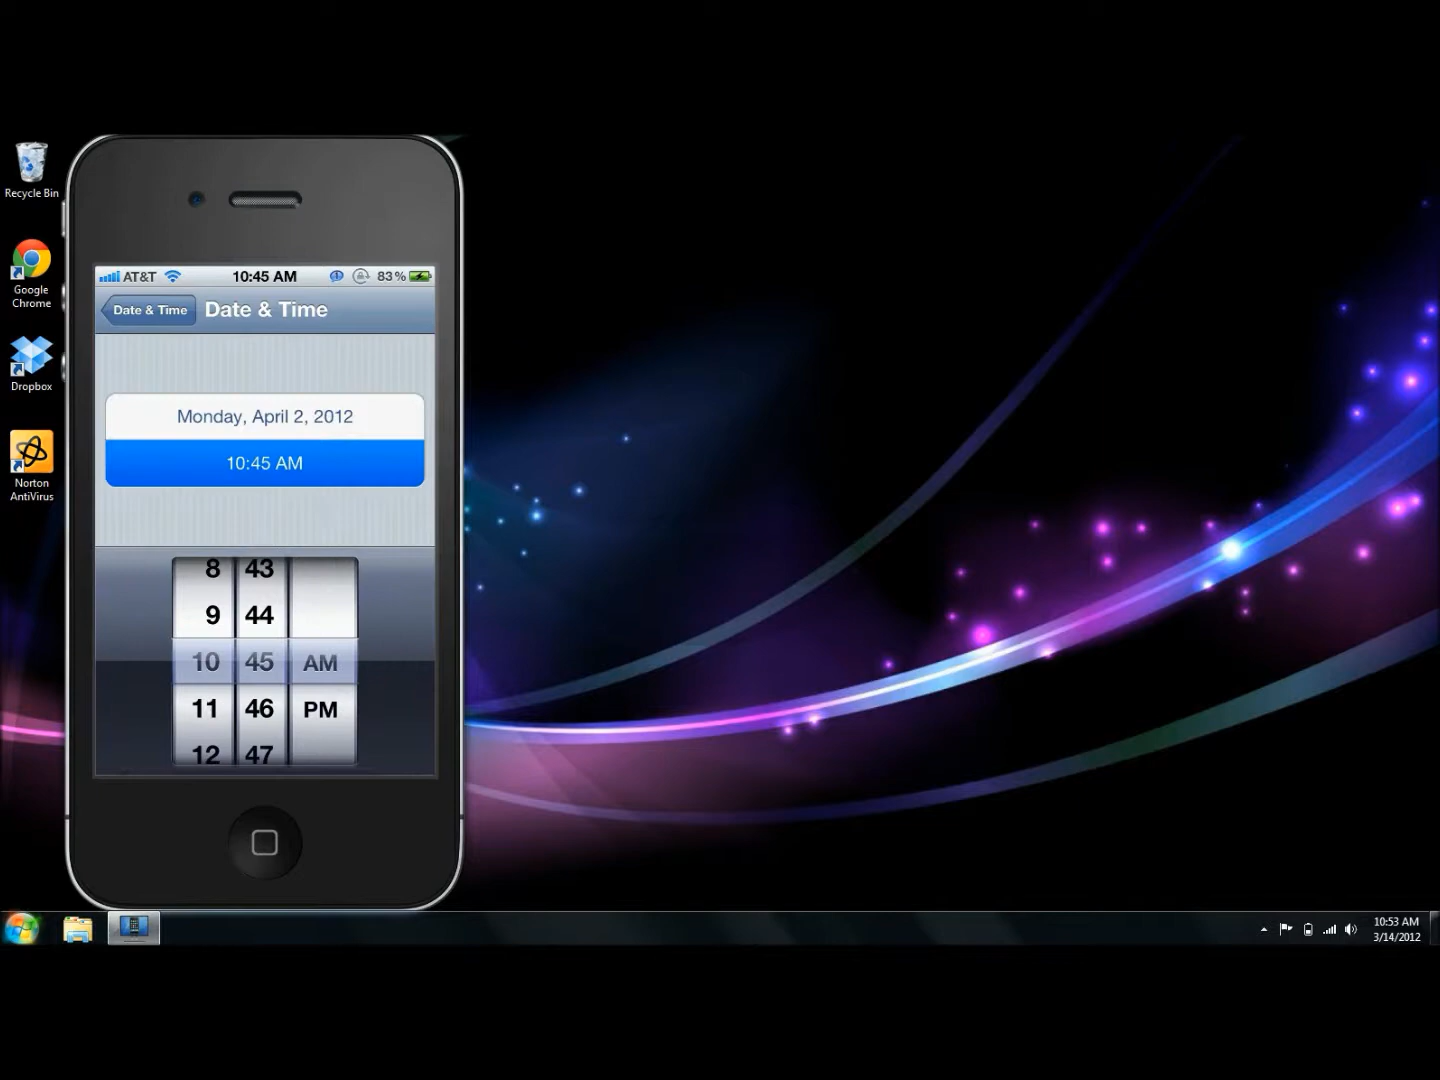 Recycle Bin
Google
Chrome
Dropbox
Norton
AntiVirus
AT&T 10:45 AM 83%
Date & Time Date & Time
Monday, April 2, 2012
10:45 AM
8 43
9 44
10 45 AM
11 46 PM
12 47
10:53 AM
3/14/2012